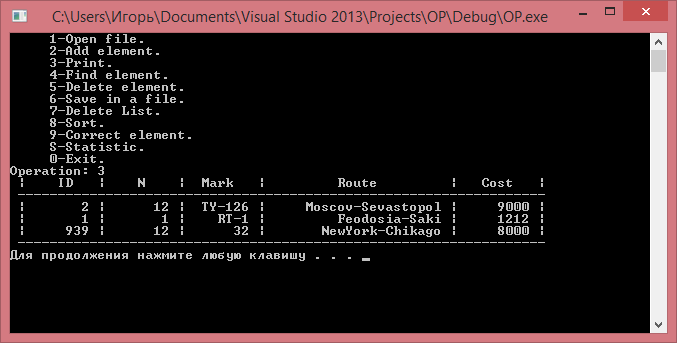 C:\Users\Игорь\Documents\Visual Studio 2013\Projects\OP\Debug\OP.exe
1-Open file.
2-Add element.
3-Print.
4-Find element.
5-Delete element.
6-Save in a file.
7-Delete List.
8-Sort.
9-Correct element.
S-Statistic.
0-Exit.
Operation: 3
¦ ID ¦ N ¦ Mark ¦ Route ¦ Cost ¦
¦ 2 ¦ 12 ¦ TY-126 ¦ Moscov-Sevastopol ¦ 9000 ¦
¦ 1 ¦ 1 ¦ RT-1 ¦ Feodosia-Saki ¦ 1212 ¦
¦ 939 ¦ 12 ¦ 32 ¦ NewYork-Chikago ¦ 8000 ¦
Для продолжения нажмите любую клавишу . . .